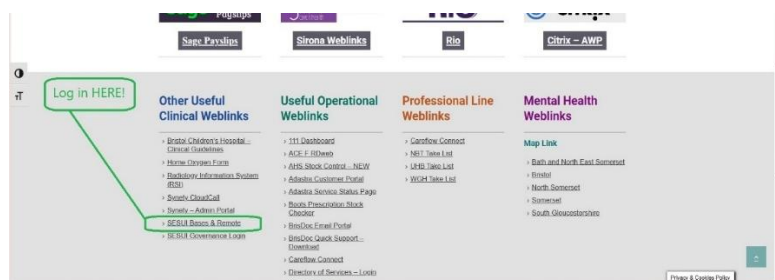 Payslips
Sage Payslips
Sirona Weblinks
Rio
Citrix – AWP
Log in HERE!
Other Useful
Clinical Weblinks
› Bristol Children's Hospital –
Clinical Guidelines
› Home Oxygen Form
› Radiology Information System
(RSI)
› Synety CloudCall
› Synety – Admin Portal
› SESUI Bases & Remote
› SESUI Governance Login
Useful Operational
Weblinks
› 111 Dashboard
› ACE F RDweb
› AHS Stock Control – NEW
› Adastra Customer Portal
› Adastra Service Status Page
› Boots Prescription Stock
Checker
› BrisDoc Email Portal
› BrisDoc Quick Support –
Download
› Careflow Connect
› Directory of Services – Login
Professional Line
Weblinks
› Careflow Connect
› NBT Take List
› UHB Take List
› WGH Take List
Mental Health
Weblinks
Map Link
› Bath and North East Somerset
› Bristol
› North Somerset
› Somerset
› South Gloucestershire
Privacy & Cookies Policy